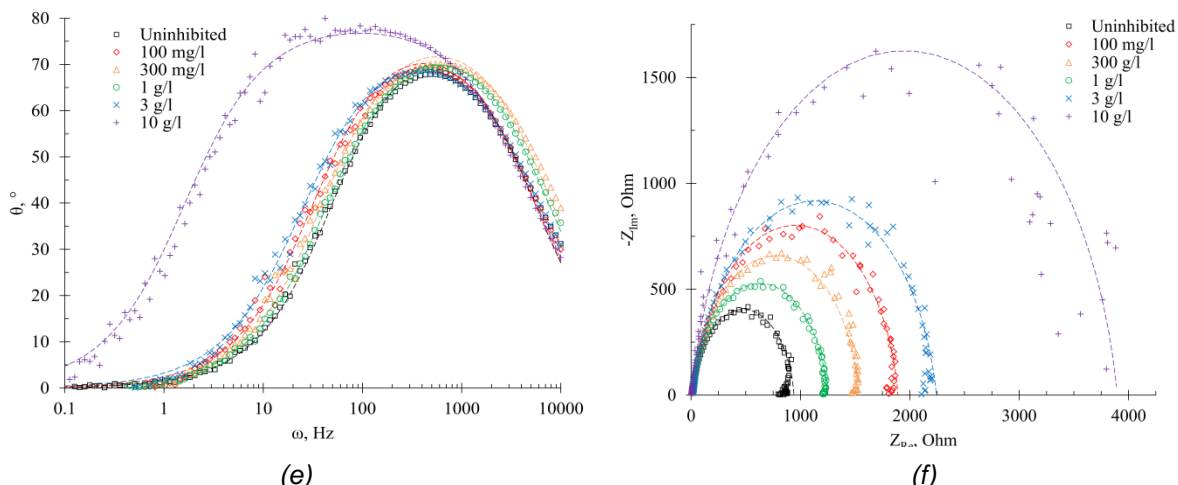 80
70
60
50
40
30
20
10
0
θ, °
Uninhibited
100 mg/l
300 mg/l
1 g/l
3 g/l
10 g/l
0.1 1 10 100 1000 10000
ω, Hz
(e)
1500
1000
500
0
-Z_Im, Ohm
Uninhibited
100 mg/l
300 g/l
1 g/l
3 g/l
10 g/l
0 1000 2000 3000 4000
Z_Re, Ohm
(f)